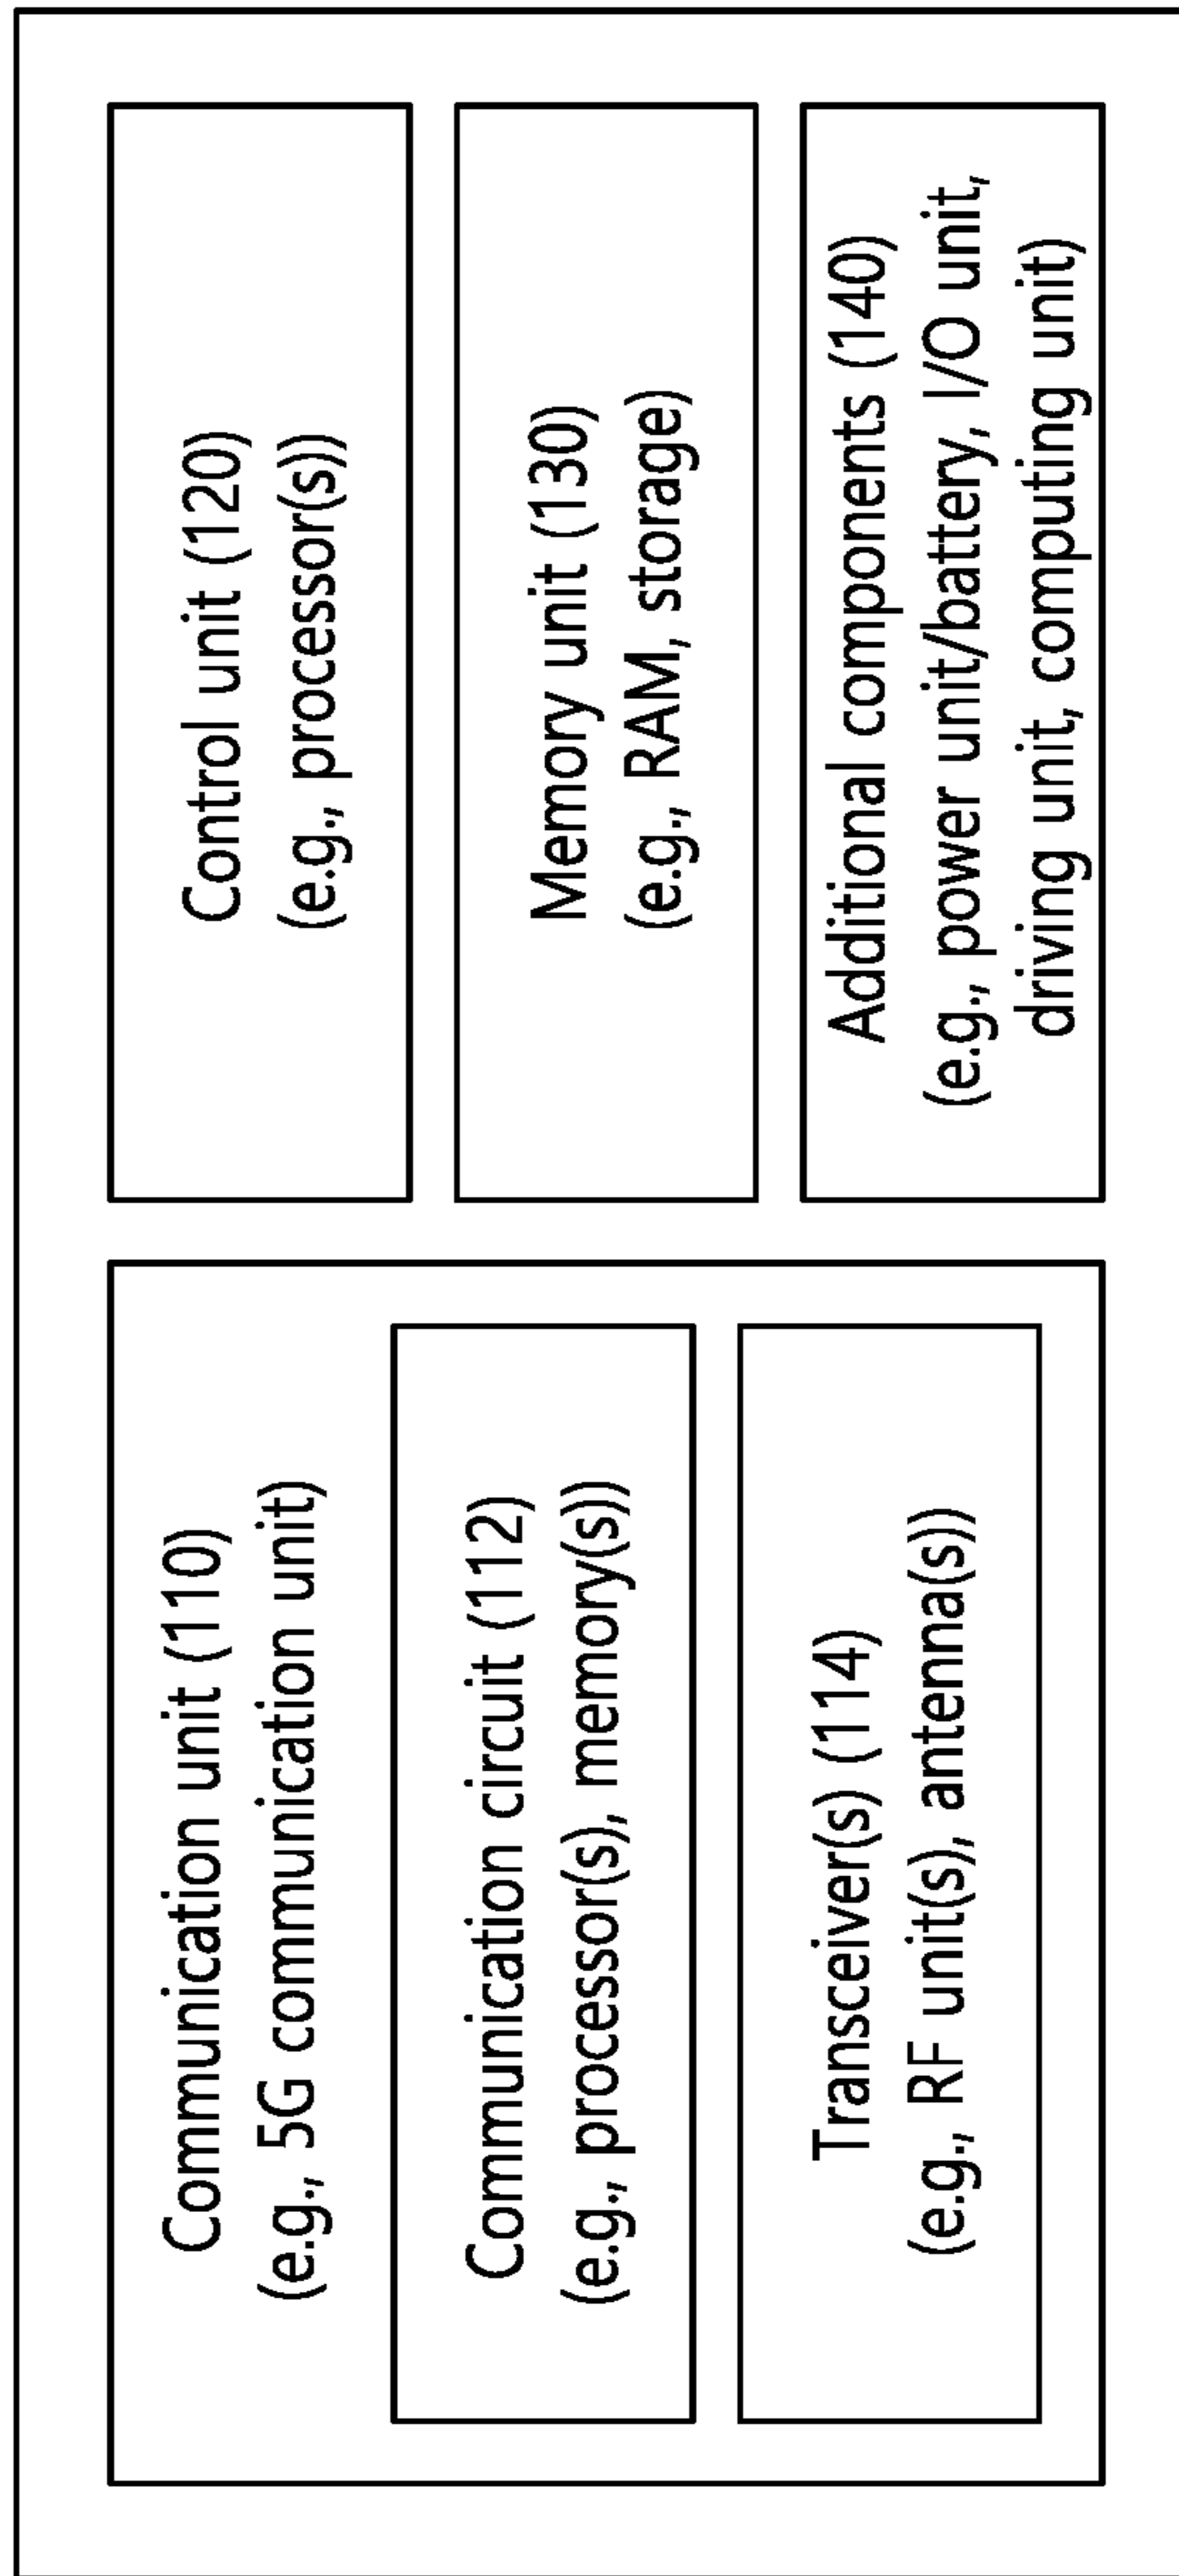 Communication unit (110)
(e.g., 5G communication unit)
Communication circuit (112)
(e.g., processor(s), memory(s))
Transceiver(s) (114)
(e.g., RF unit(s), antenna(s))
Control unit (120)
(e.g., processor(s))
Memory unit (130)
(e.g., RAM, storage)
Additional components (140)
(e.g., power unit/battery, I/O unit,
driving unit, computing unit)